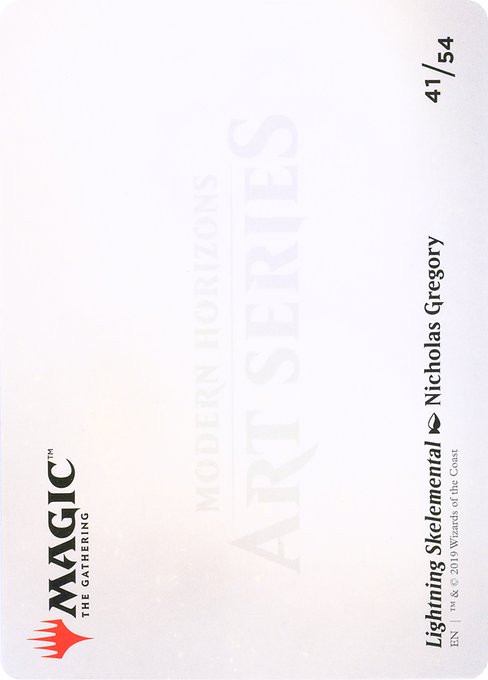 MAGIC™
THE GATHERING
MODERN HORIZONS
ART SERIES
41/54
Lightning Skelemental Nicholas Gregory
EN | ™ & © 2019 Wizards of the Coast